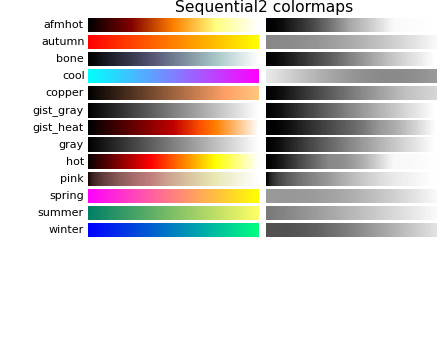 Sequential2 colormaps
afmhot
autumn
bone
cool
copper
gist_gray
gist_heat
gray
hot
pink
spring
summer
winter